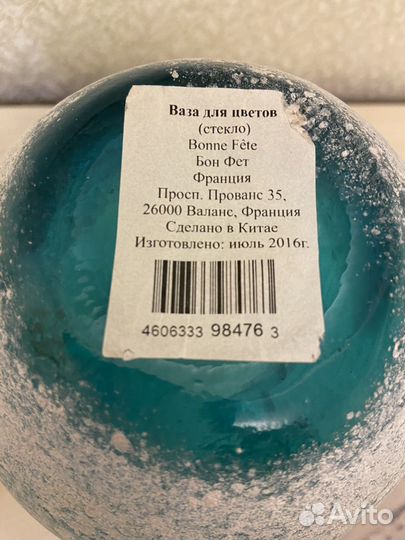 Ваза для цветов
(стекло)
Bonne Fête
Бон Фет
Франция
Просп. Прованс 35,
26000 Валанс, Франция
Сделано в Китае
Изготовлено: июль 2016г.
4606333 98476 3
Avito